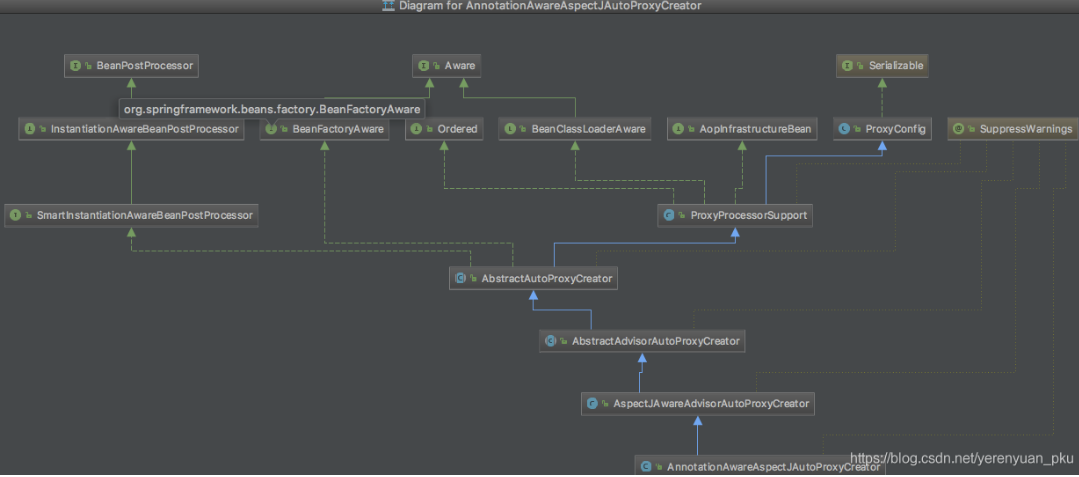 Diagram for AnnotationAwareAspectJAutoProxyCreator
BeanPostProcessor
Aware
Serializable
org.springframework.beans.factory.BeanFactoryAware
InstantiationAwareBeanPostProcessor
BeanFactoryAware
Ordered
BeanClassLoaderAware
AopInfrastructureBean
ProxyConfig
SuppressWarnings
SmartInstantiationAwareBeanPostProcessor
ProxyProcessorSupport
AbstractAutoProxyCreator
AbstractAdvisorAutoProxyCreator
AspectJAwareAdvisorAutoProxyCreator
AnnotationAwareAspectJAutoProxyCreator
https://blog.csdn.net/yerenyuan_pku